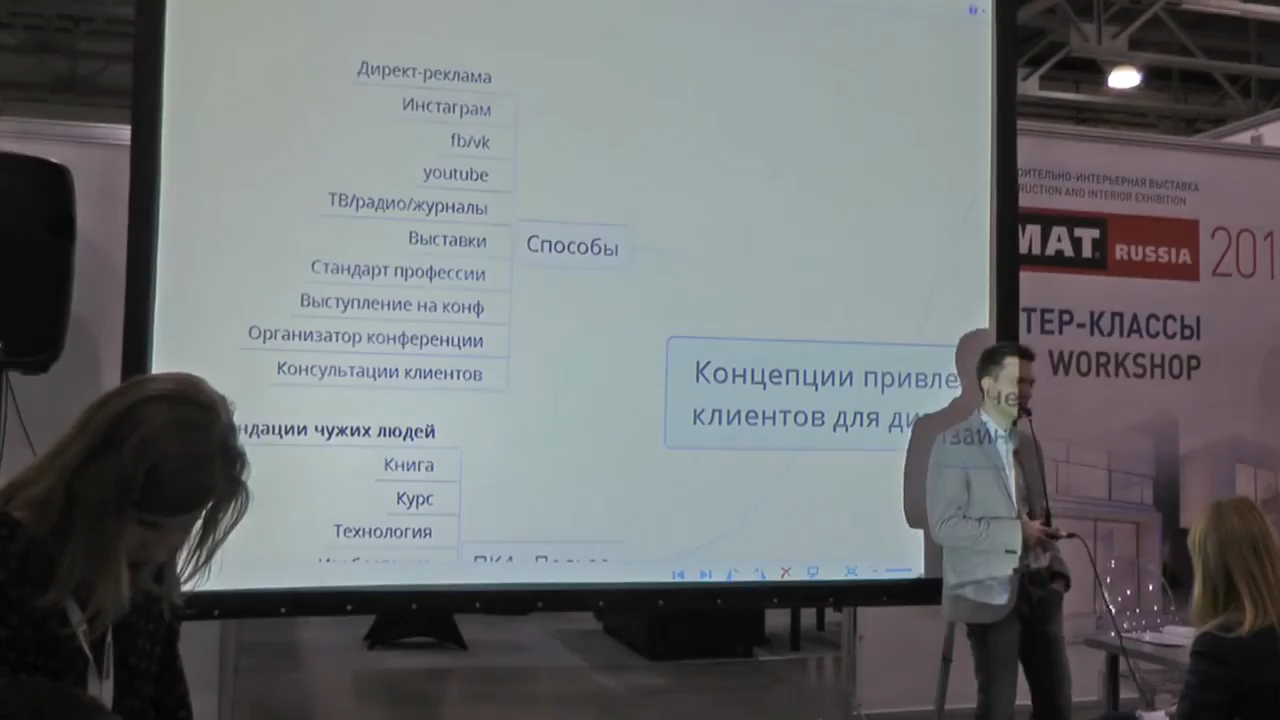 Директ-реклама
Инстаграм
fb/vk
youtube
ТВ/радио/журналы
Выставки
Стандарт профессии
Выступление на конф
Организатор конференции
Консультации клиентов
Способы
Концепции привле
клиентов для ди зайн
ндации чужих людей
Книга
Курс
Технология
ОИТЕЛЬНО-ИНТЕРЬЕРНАЯ ВЫСТАВКА
RUCTION AND INTERIOR EXHIBITION
MAT RUSSIA 201
ТЕР-КЛАССЫ
WORKSHOP